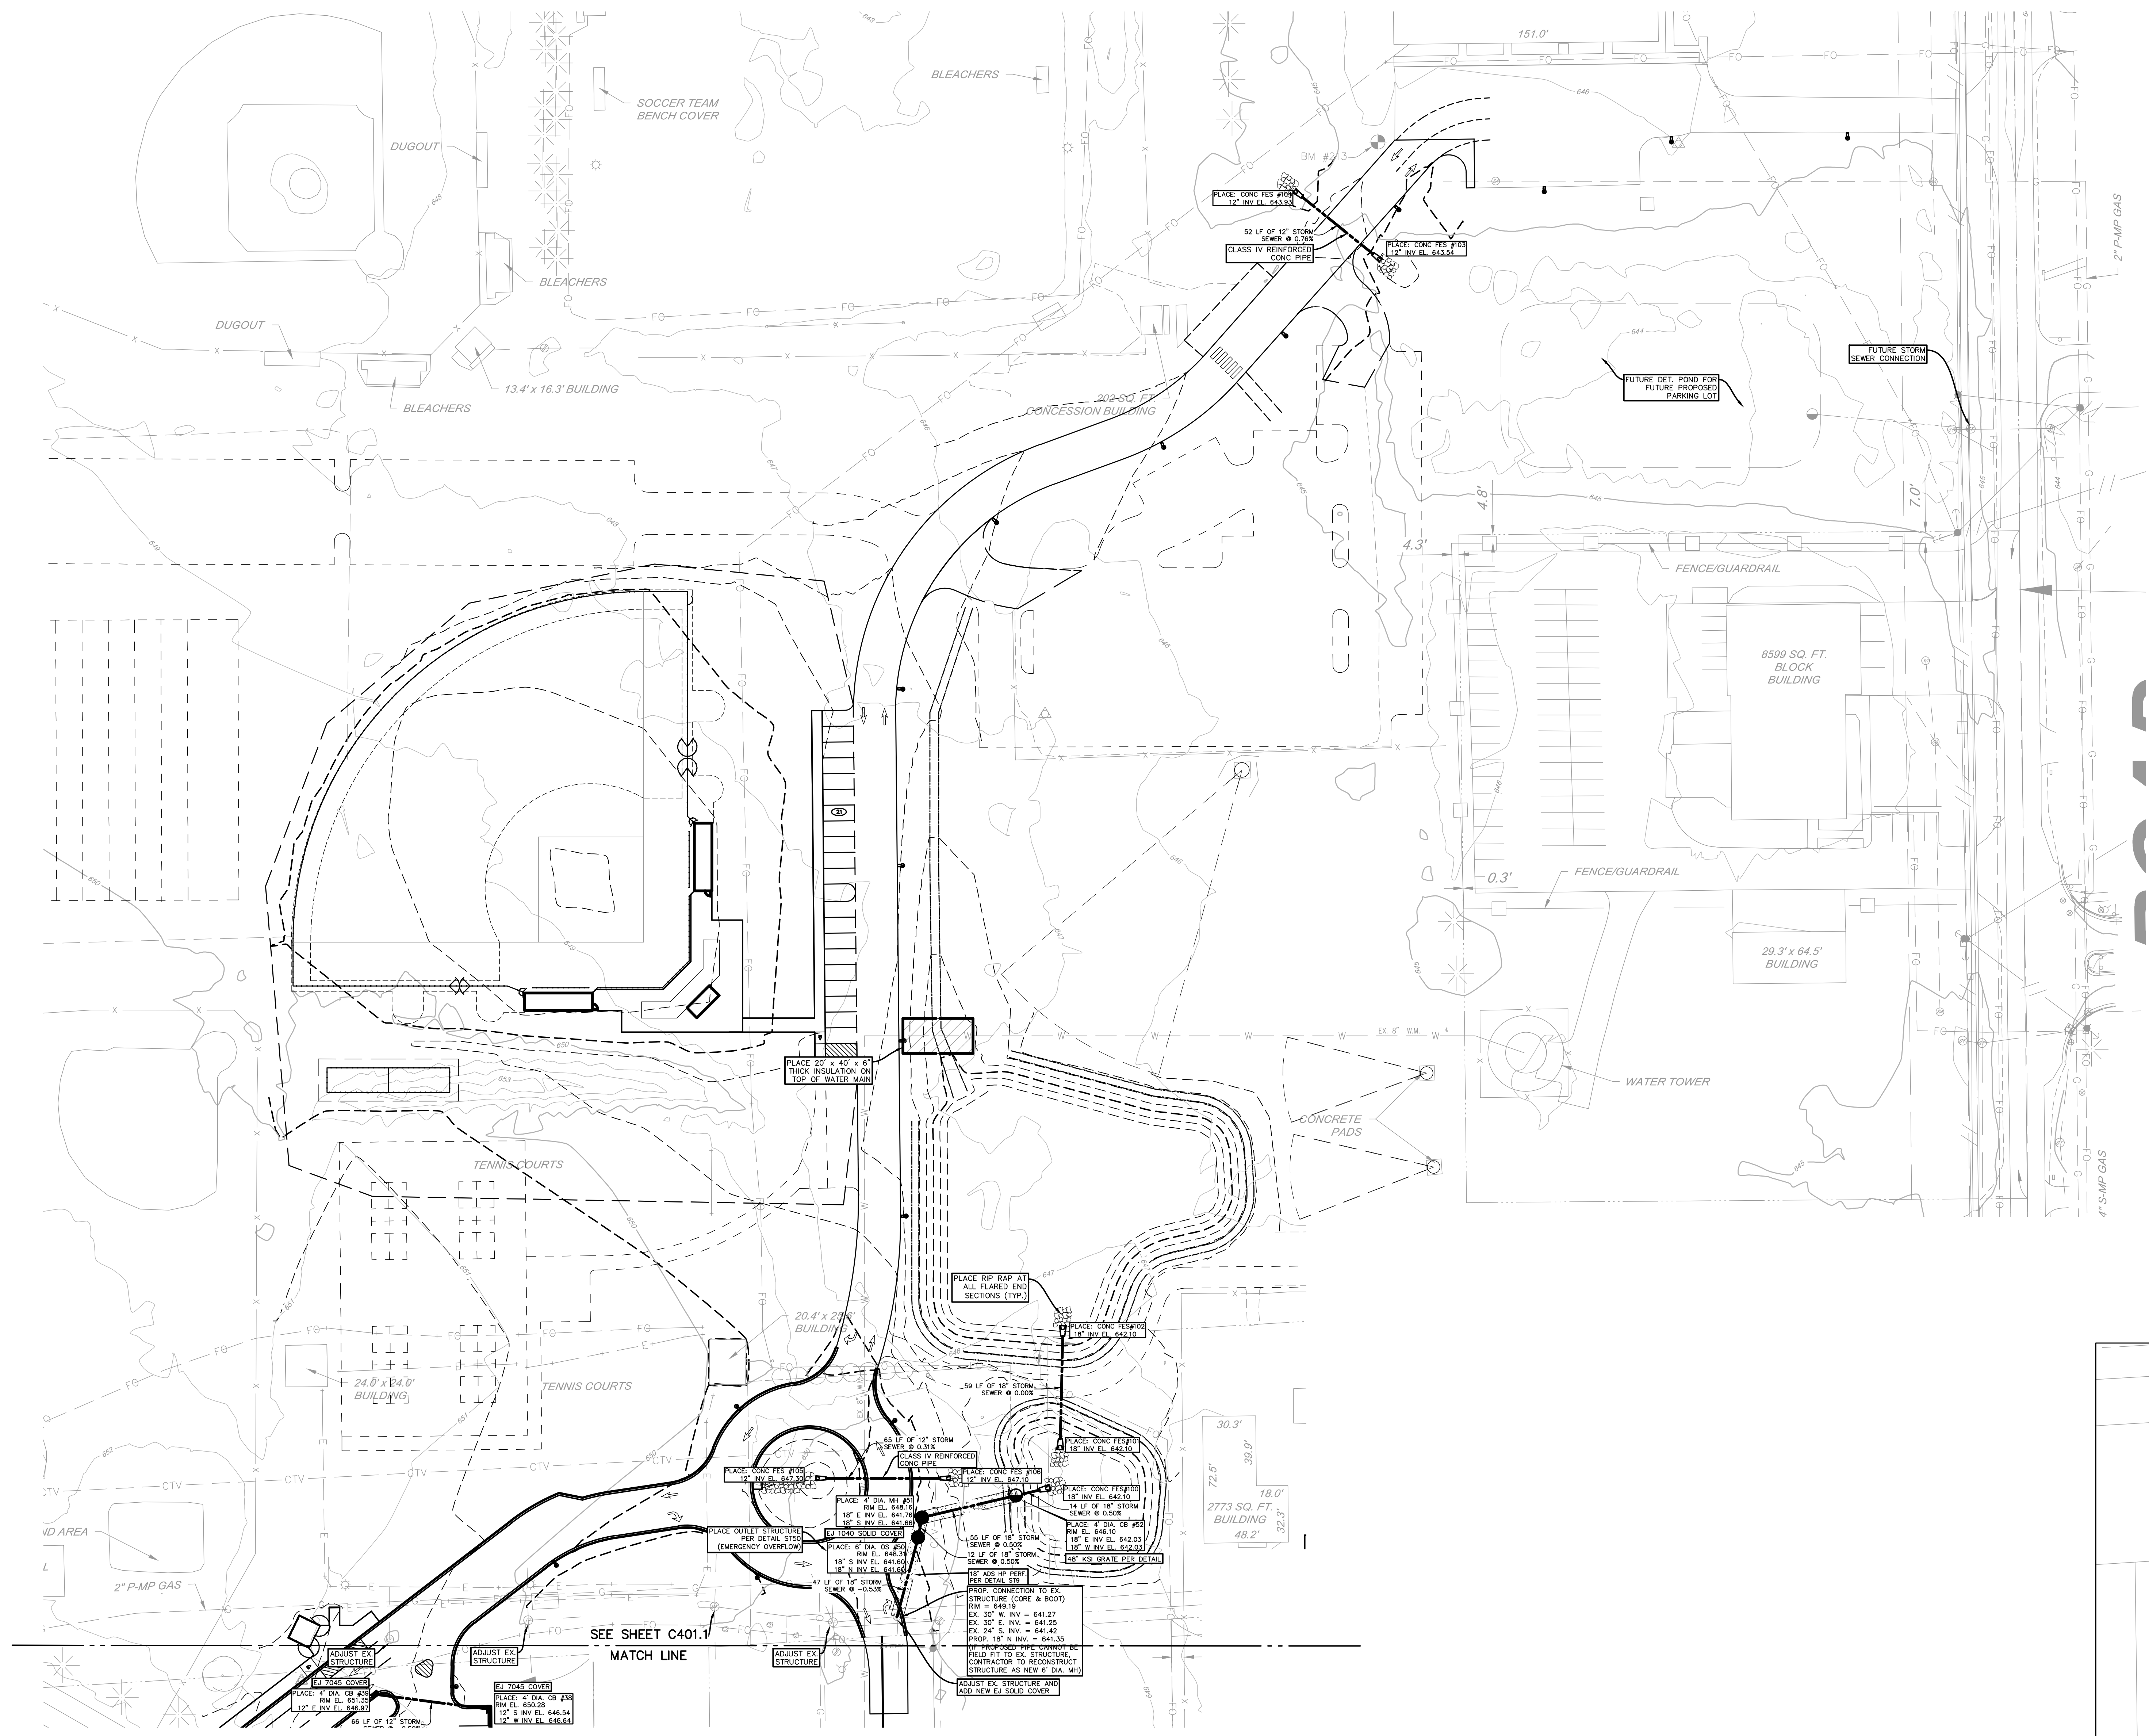 151.0'
BLEACHERS
SOCCER TEAM
BENCH COVER
DUGOUT
BM #213
2" P-MP GAS
PLACE: CONC FES #104
12" INV EL. 643.93
52 LF OF 12" STORM
SEWER @ 0.76%
CLASS IV REINFORCED
CONC PIPE
PLACE: CONC FES #103
12" INV EL. 643.54
BLEACHERS
DUGOUT
13.4' x 16.3' BUILDING
BLEACHERS
202 SQ. FT.
CONCESSION BUILDING
FUTURE STORM
SEWER CONNECTION
FUTURE DET. POND FOR
FUTURE PROPOSED
PARKING LOT
4.8'
7.0'
4.3'
FENCE/GUARDRAIL
8599 SQ. FT.
BLOCK
BUILDING
21
0.3'
FENCE/GUARDRAIL
29.3' x 64.5'
BUILDING
EX. 8" W.M.
PLACE 20' x 40' x 6"
THICK INSULATION ON
TOP OF WATER MAIN
WATER TOWER
CONCRETE
PADS
TENNIS COURTS
4" S-MP GAS
PLACE RIP RAP AT
ALL FLARED END
SECTIONS (TYP.)
20.4' x 25.6'
BUILDING
PLACE: CONC FES#102
18" INV EL. 642.10
24.0' x 24.0'
BUILDING
TENNIS COURTS
59 LF OF 18" STORM
SEWER @ 0.00%
EX. 8" W.M.
65 LF OF 12" STORM
SEWER @ 0.31%
CLASS IV REINFORCED
CONC PIPE
PLACE: CONC FES#101
18" INV EL. 642.10
PLACE: CONC FES #105
12" INV EL. 647.30
PLACE: CONC FES #106
12" INV EL. 647.10
PLACE: CONC FES#100
18" INV EL. 642.10
PLACE: 4' DIA. MH #51
RIM EL. 648.16
18" E INV EL. 641.76
18" S INV EL. 641.66
EJ 1040 SOLID COVER
14 LF OF 18" STORM
SEWER @ 0.50%
PLACE: 4' DIA. CB #52
RIM EL. 646.10
18" E INV EL. 642.03
18" W INV EL. 642.03
48" KSI GRATE PER DETAIL
30.3'
39.9'
72.5'
18.0'
2773 SQ. FT.
BUILDING
32.3'
48.2'
PLACE OUTLET STRUCTURE
PER DETAIL ST50
(EMERGENCY OVERFLOW)
PLACE: 6' DIA. OS #50
RIM EL. 648.31
18" S INV EL. 641.60
18" N INV EL. 641.60
55 LF OF 18" STORM
SEWER @ 0.50%
12 LF OF 18" STORM
SEWER @ 0.50%
18" ADS HP PERF.
PER DETAIL ST9
47 LF OF 18" STORM
SEWER @ -0.53%
PROP. CONNECTION TO EX.
STRUCTURE (CORE & BOOT)
RIM = 649.19
EX. 30" W. INV = 641.27
EX. 30" E. INV. = 641.25
EX. 24" S. INV. = 641.42
PROP. 18" N INV. = 641.35
(IF PROPOSED PIPE CANNOT BE
FIELD FIT TO EX. STRUCTURE,
CONTRACTOR TO RECONSTRUCT
STRUCTURE AS NEW 6' DIA. MH)
ADJUST EX. STRUCTURE AND
ADD NEW EJ SOLID COVER
2" P-MP GAS
SEE SHEET C401.1
MATCH LINE
ADJUST EX.
STRUCTURE
ADJUST EX.
STRUCTURE
ADJUST EX.
STRUCTURE
EJ 7045 COVER
PLACE: 4' DIA. CB #39
RIM EL. 651.35
12" E INV EL. 646.97
EJ 7045 COVER
PLACE: 4' DIA. CB #38
RIM EL. 650.28
12" S INV EL. 646.54
12" W INV EL. 646.64
66 LF OF 12" STORM